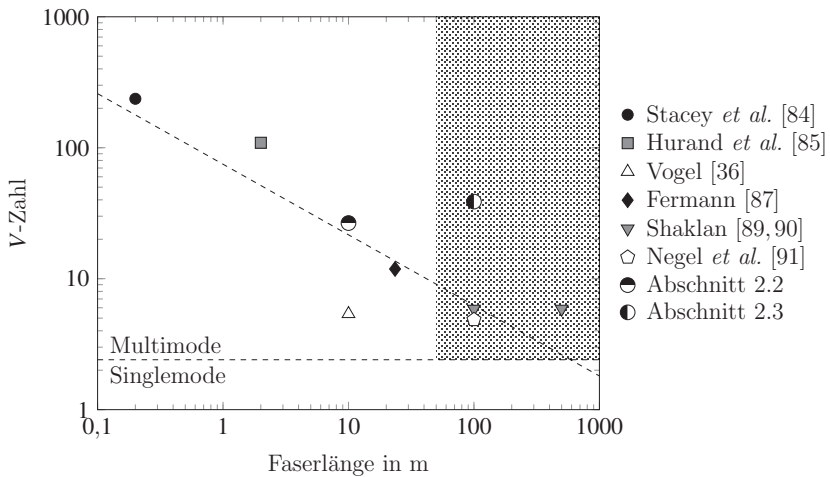 1000
100
10
1
V-Zahl
Multimode
Singlemode
0,1
1
10
100
1000
Faserlänge in m
Stacey et al. [84]
Hurand et al. [85]
Vogel [36]
Fermann [87]
Shaklan [89,90]
Negel et al. [91]
Abschnitt 2.2
Abschnitt 2.3